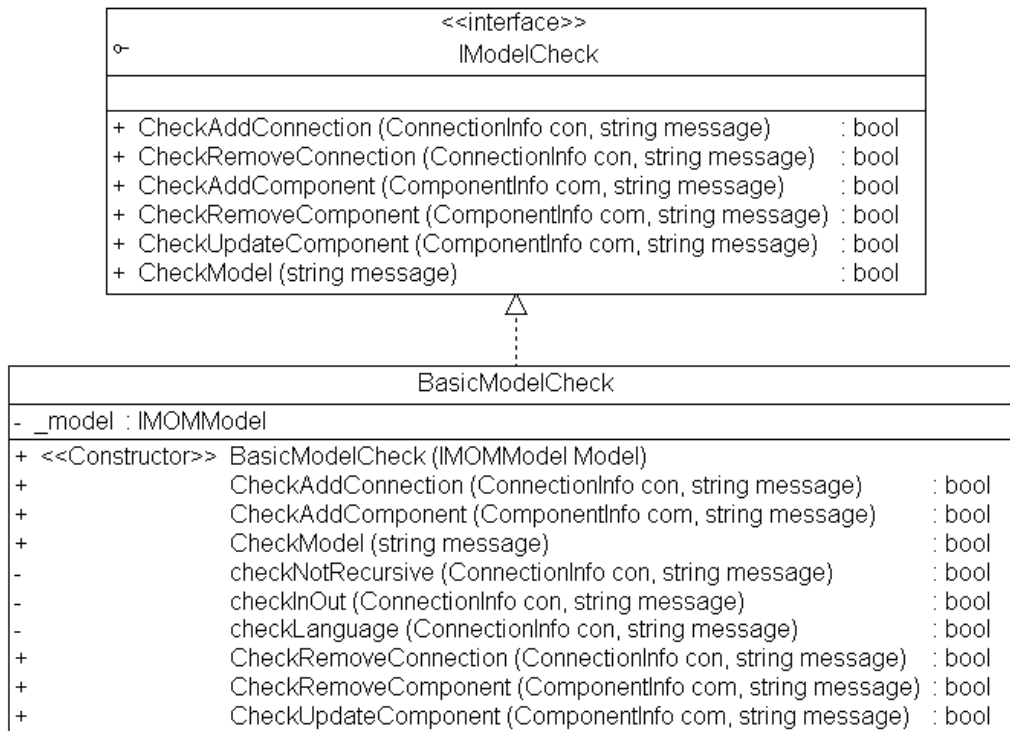 <<interface>>
IModelCheck
+ CheckAddConnection (ConnectionInfo con, string message) : bool
+ CheckRemoveConnection (ConnectionInfo con, string message) : bool
+ CheckAddComponent (ComponentInfo com, string message) : bool
+ CheckRemoveComponent (ComponentInfo com, string message) : bool
+ CheckUpdateComponent (ComponentInfo com, string message) : bool
+ CheckModel (string message) : bool
BasicModelCheck
- _model : IMOMModel
+ <<Constructor>> BasicModelCheck (IMOMModel Model)
+ CheckAddConnection (ConnectionInfo con, string message) : bool
+ CheckAddComponent (ComponentInfo com, string message) : bool
+ CheckModel (string message) : bool
- checkNotRecursive (ConnectionInfo con, string message) : bool
- checkInOut (ConnectionInfo con, string message) : bool
- checkLanguage (ConnectionInfo con, string message) : bool
+ CheckRemoveConnection (ConnectionInfo con, string message) : bool
+ CheckRemoveComponent (ComponentInfo com, string message) : bool
+ CheckUpdateComponent (ComponentInfo com, string message) : bool